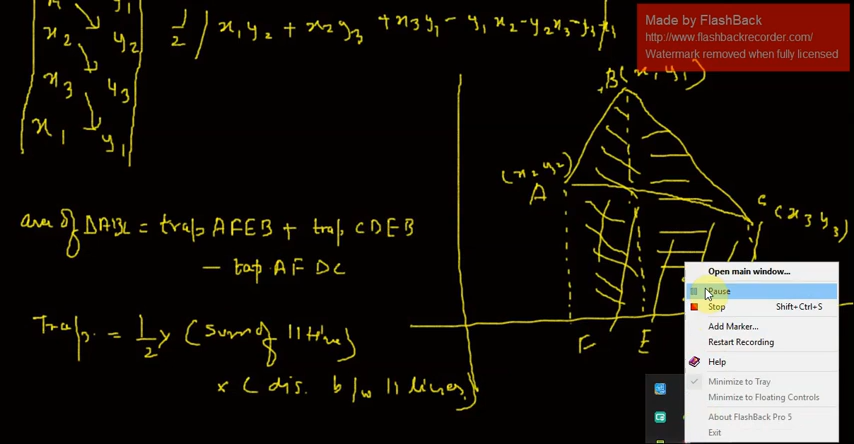 y1
x2 y2
x3 y3
x1 y1
1/2 | x1y2 + x2y3 + x3y1 - y1x2 - y2x3 - y3x1
Made by FlashBack
http://www.flashbackrecorder.com/
Watermark removed when fully licensed
B(x1 y1)
(x2 y2)
A
C (x3 y3)
F E
area of ΔABC = trap AFEB + trap CDEB
- trap AFDC
Trap. = 1/2 × (sum of || line)
× (dis. b/w || lines)
Open main window...
Pause
Stop Shift+Ctrl+S
Add Marker...
Restart Recording
Help
Minimize to Tray
Minimize to Floating Controls
About FlashBack Pro 5
Exit